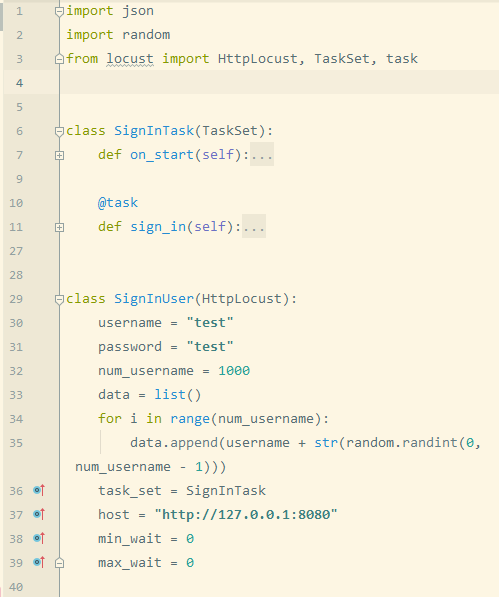 1 import json
2 import random
3 from locust import HttpLocust, TaskSet, task
4
5
6 class SignInTask(TaskSet):
7     def on_start(self):...
9
10     @task
11     def sign_in(self):...
27
28
29 class SignInUser(HttpLocust):
30     username = "test"
31     password = "test"
32     num_username = 1000
33     data = list()
34     for i in range(num_username):
35         data.append(username + str(random.randint(0,
num_username - 1)))
36     task_set = SignInTask
37     host = "http://127.0.0.1:8080"
38     min_wait = 0
39     max_wait = 0
40